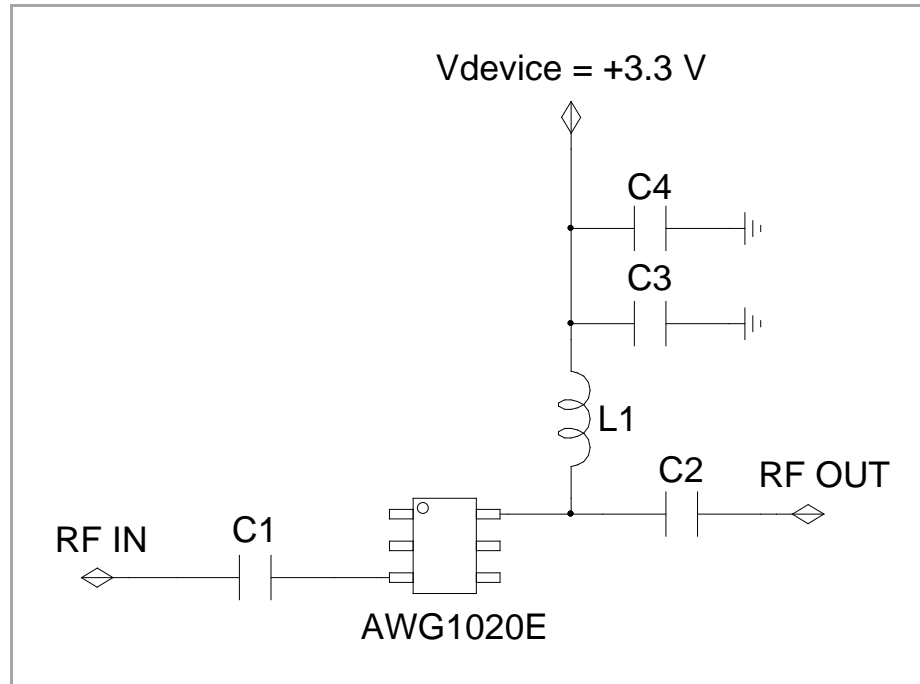 Vdevice = +3.3 V
C4
C3
L1
C2
RF OUT
C1
RF IN
AWG1020E